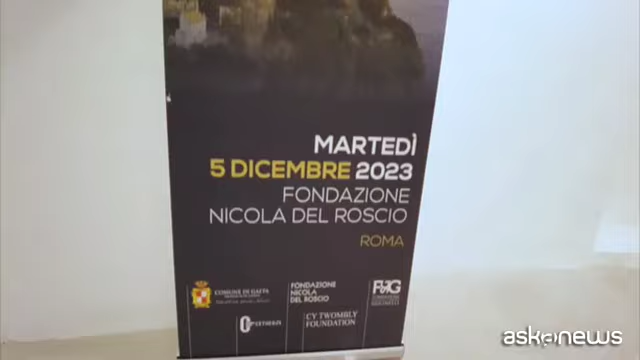 MARTEDÌ
5 DICEMBRE 2023
FONDAZIONE
NICOLA DEL ROSCIO
ROMA
COMUNE DI GAETA
FONDAZIONE
NICOLA
DEL ROSCIO
CY TWOMBLY
FOUNDATION
askanews